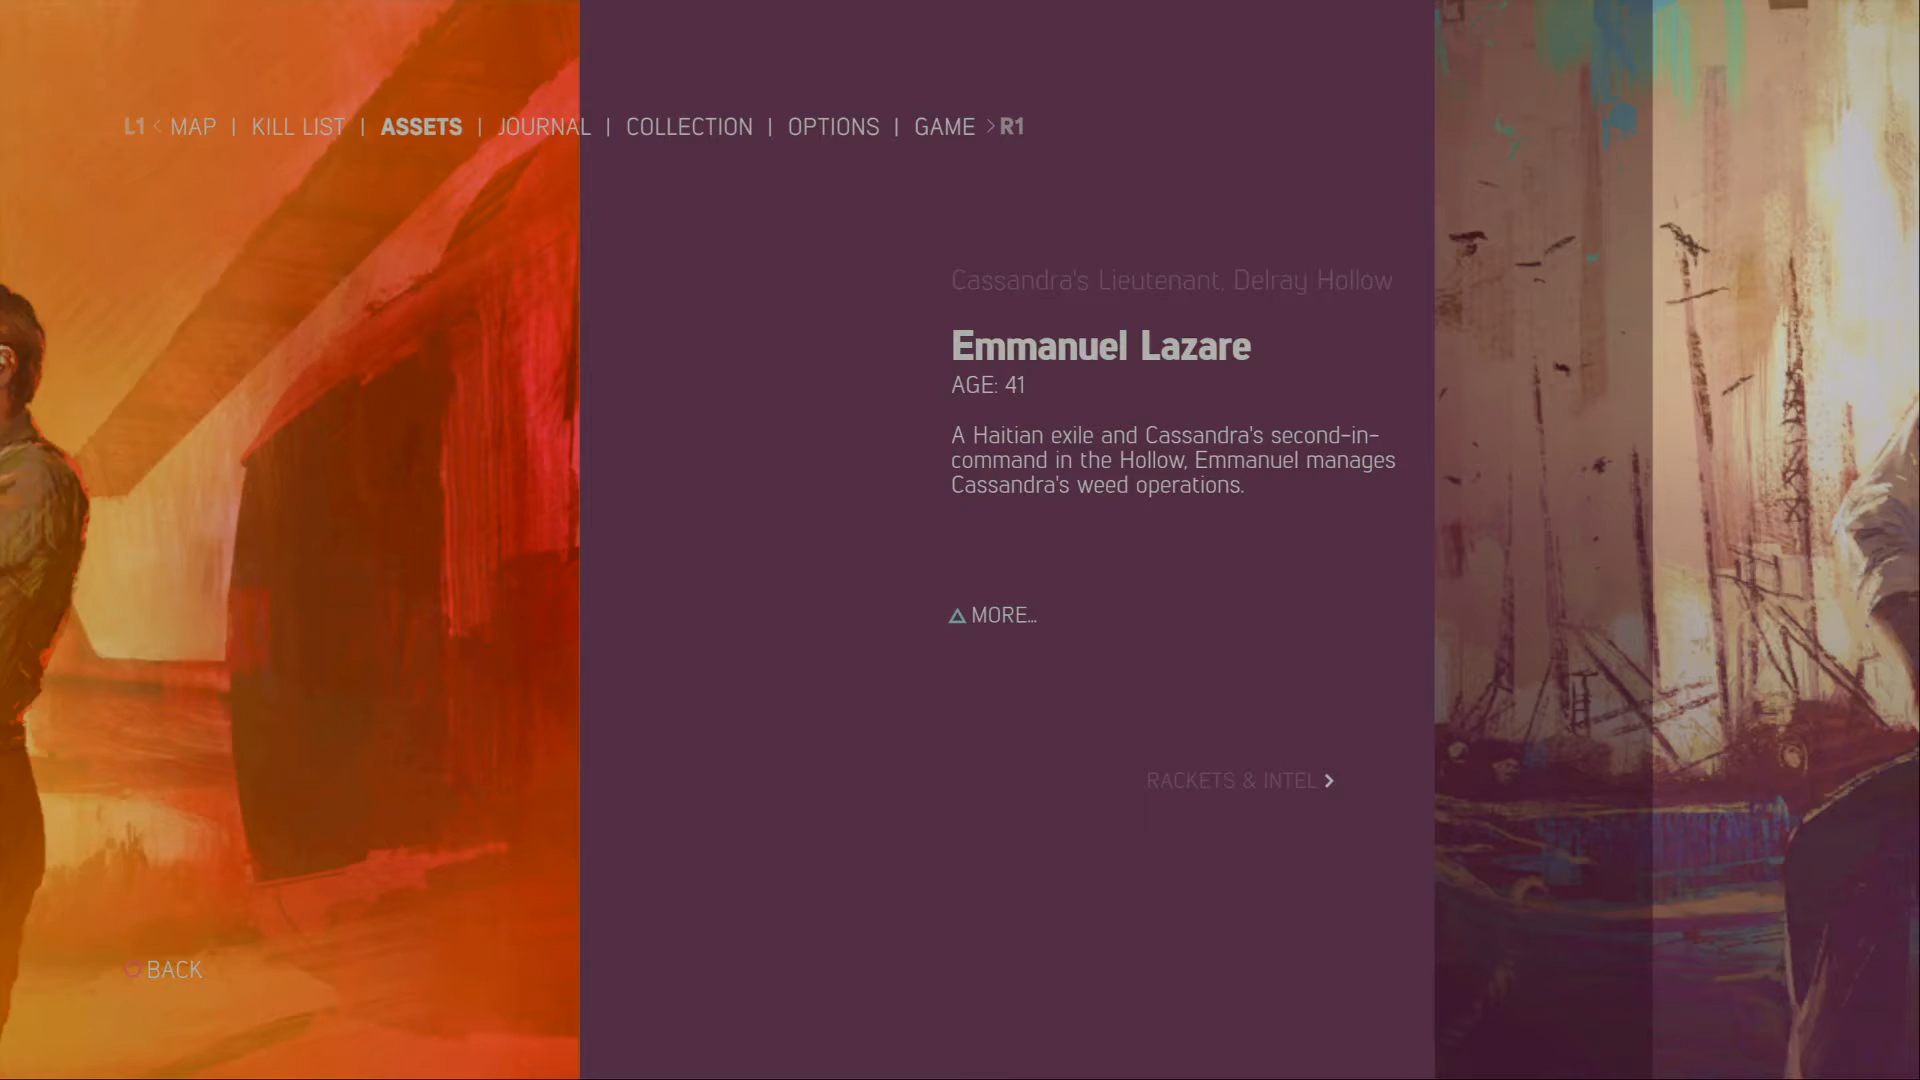 L1 < MAP | KILL LIST | ASSETS | JOURNAL | COLLECTION | OPTIONS | GAME > R1
Cassandra's Lieutenant, Delray Hollow
Emmanuel Lazare
AGE: 41
A Haitian exile and Cassandra's second-in-
command in the Hollow, Emmanuel manages
Cassandra's weed operations.
MORE...
RACKETS & INTEL >
BACK